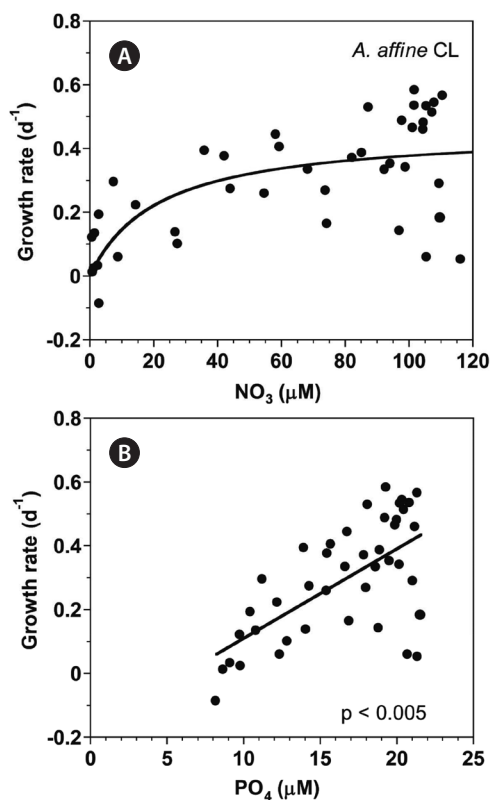 0.8
A
A. affine CL
0.6
0.4
0.2
0
-0.2
Growth rate (d⁻¹)
0 20 40 60 80 100 120
NO₃ (μM)
0.8
B
0.6
0.4
0.2
0
-0.2
Growth rate (d⁻¹)
p < 0.005
0 5 10 15 20 25
PO₄ (μM)